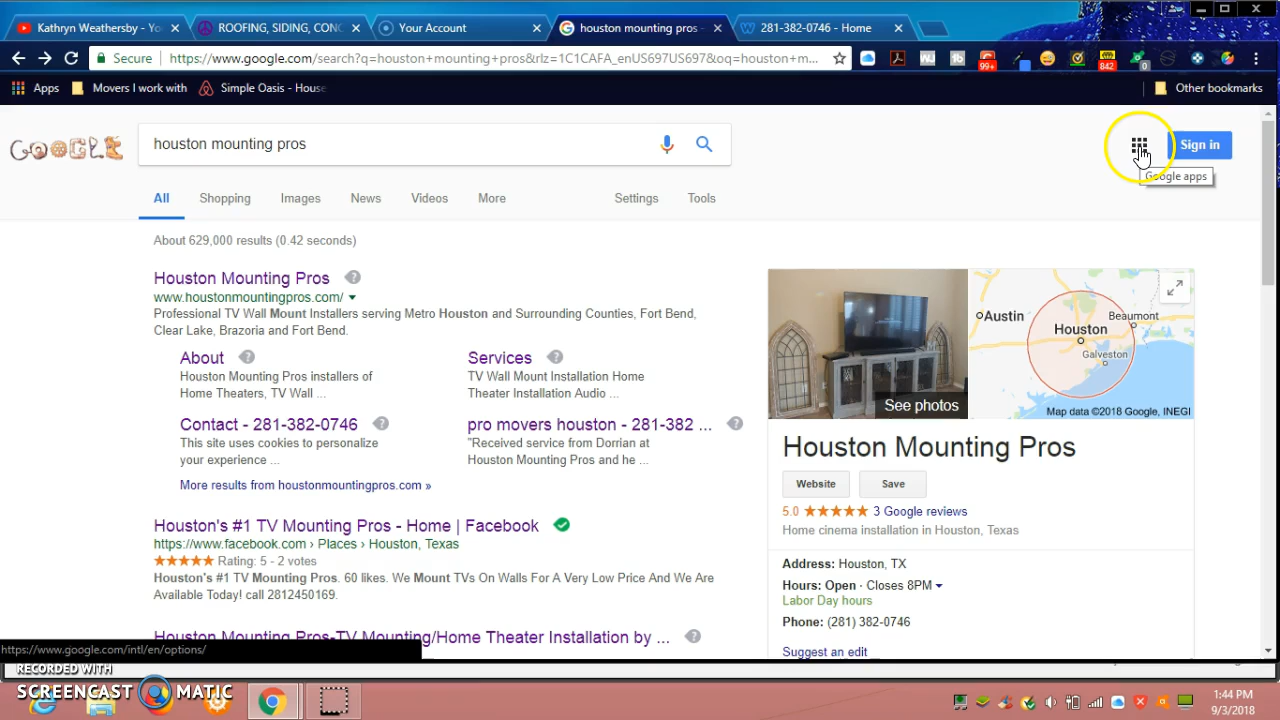 Kathryn Weathersby - Yo
ROOFING, SIDING, CON
Your Account
houston mounting pros -
281-382-0746 - Home
Secure
https://www.google.com/search?q=houston+mounting+pros&rlz=1C1CAFA_enUS697US697&oq=houston+m...
99+
842
0
Apps
Movers I work with
Simple Oasis - Hous
Other bookmarks
GOOGLE
houston mounting pros
Sign in
Google apps
All
Shopping
Images
News
Videos
More
Settings
Tools
About 629,000 results (0.42 seconds)
Houston Mounting Pros
www.houstonmountingpros.com/
Professional TV Wall Mount Installers serving Metro Houston and Surrounding Counties, Fort Bend,
Clear Lake, Brazoria and Fort Bend.
About
Houston Mounting Pros installers of
Home Theaters, TV Wall ...
Services
TV Wall Mount Installation Home
Theater Installation Audio ...
Contact - 281-382-0746
This site uses cookies to personalize
your experience ...
pro movers houston - 281-382 ...
"Received service from Dorrian at
Houston Mounting Pros and he ...
More results from houstonmountingpros.com »
Houston's #1 TV Mounting Pros - Home | Facebook
https://www.facebook.com › Places › Houston, Texas
Rating: 5 - 2 votes
Houston's #1 TV Mounting Pros. 60 likes. We Mount TVs On Walls For A Very Low Price And We Are
Available Today! call 2812450169.
Houston Mounting Pros-TV Mounting/Home Theater Installation by ...
See photos
Austin
Houston
Beaumont
Galveston
Map data ©2018 Google, INEGI
Houston Mounting Pros
Website
Save
5.0
3 Google reviews
Home cinema installation in Houston, Texas
Address: Houston, TX
Hours: Open · Closes 8PM
Labor Day hours
Phone: (281) 382-0746
Suggest an edit
https://www.google.com/intl/en/options/
RECORDED WITH
SCREENCAST MATIC
1:44 PM
9/3/2018